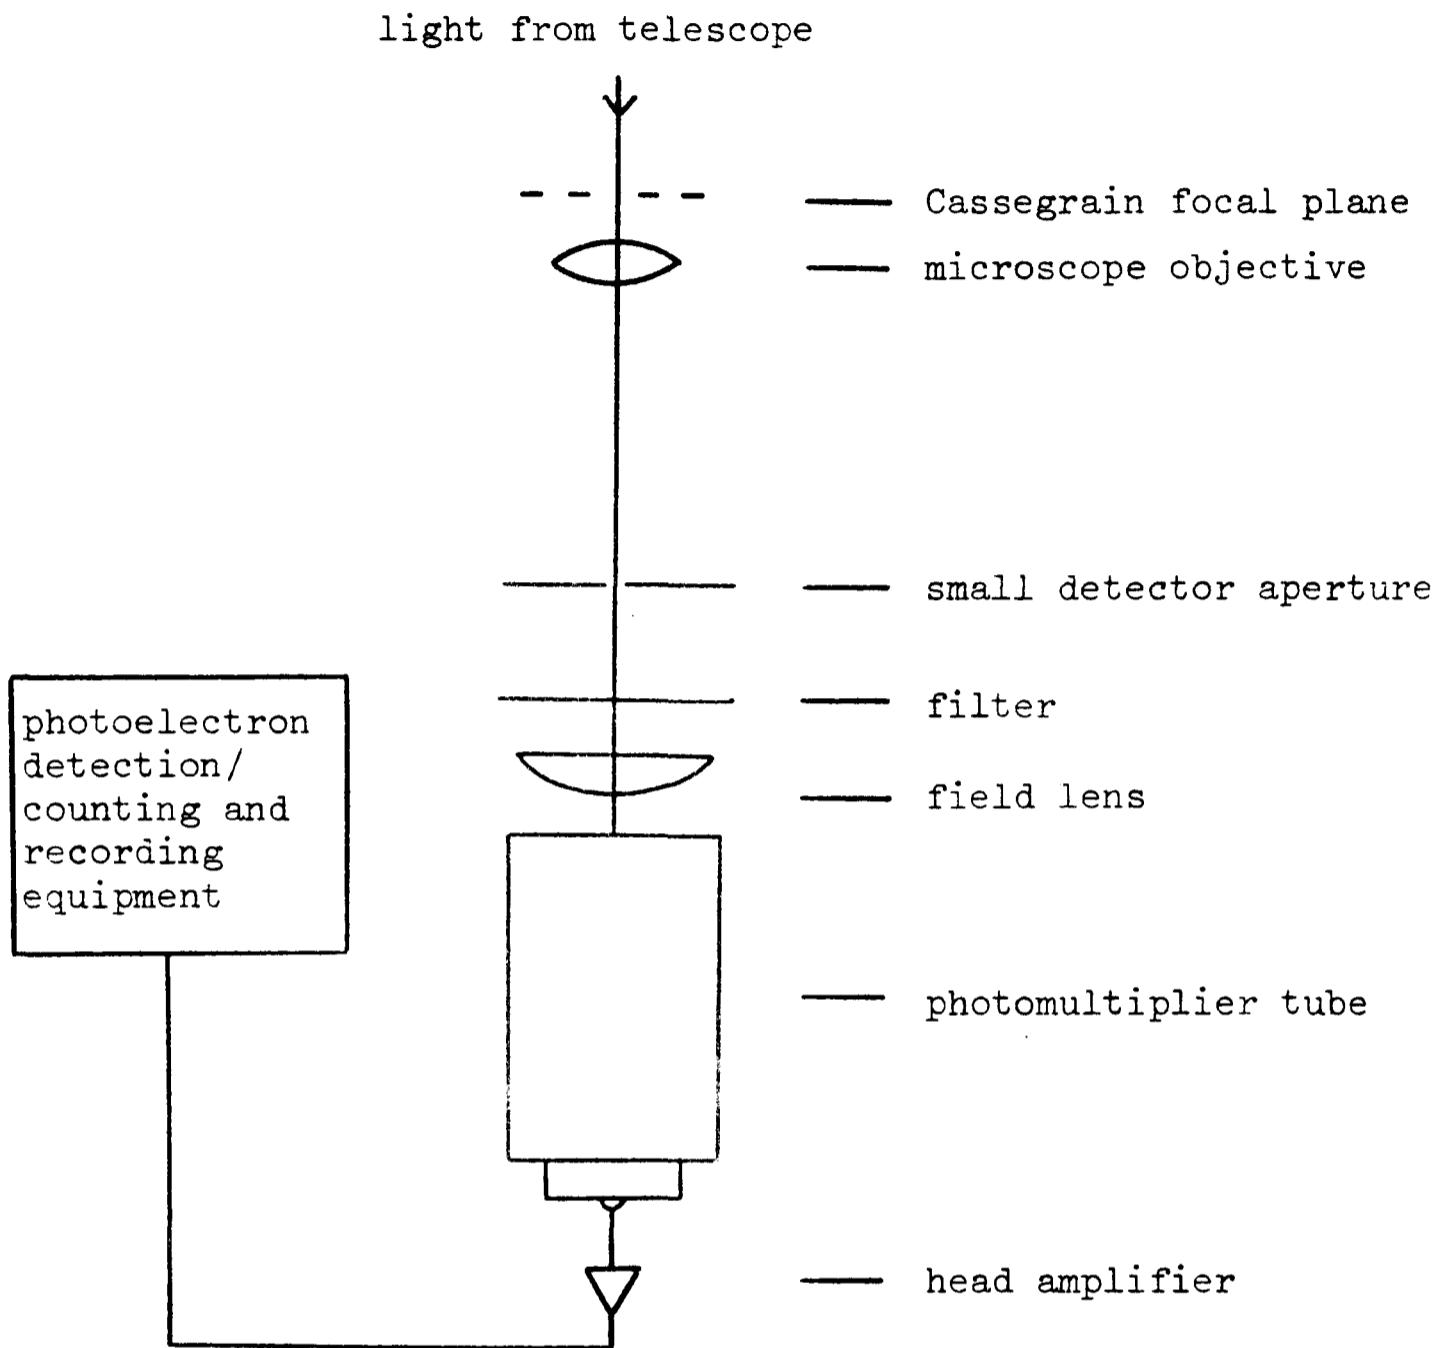 light from telescope
Cassegrain focal plane
microscope objective
small detector aperture
filter
field lens
photoelectron
detection/
counting and
recording
equipment
photomultiplier tube
head amplifier